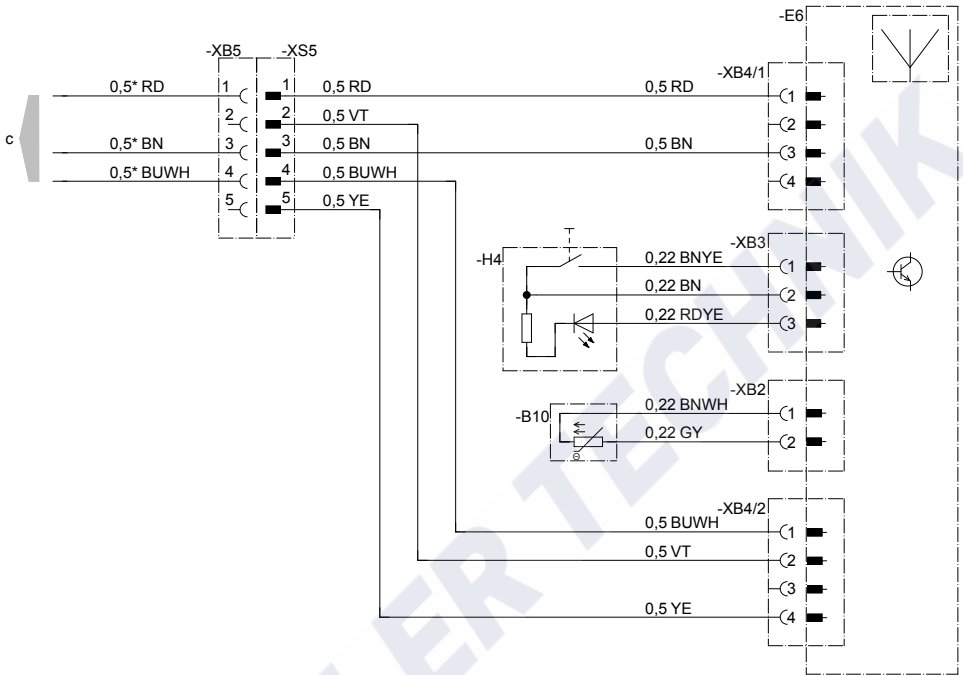 -E6
-XB5 -XS5
-XB4/1
0,5* RD 1 1 0,5 RD 0,5 RD 1
2 2 0,5 VT 2
c 0,5* BN 3 3 0,5 BN 0,5 BN 3
0,5* BUWH 4 4 0,5 BUWH 4
5 5 0,5 YE
-XB3
-H4 0,22 BNYE 1
0,22 BN 2
0,22 RDYE 3
-XB2
-B10 0,22 BNWH 1
0,22 GY 2
-XB4/2
0,5 BUWH 1
0,5 VT 2
3
0,5 YE 4
LER TECHNIK